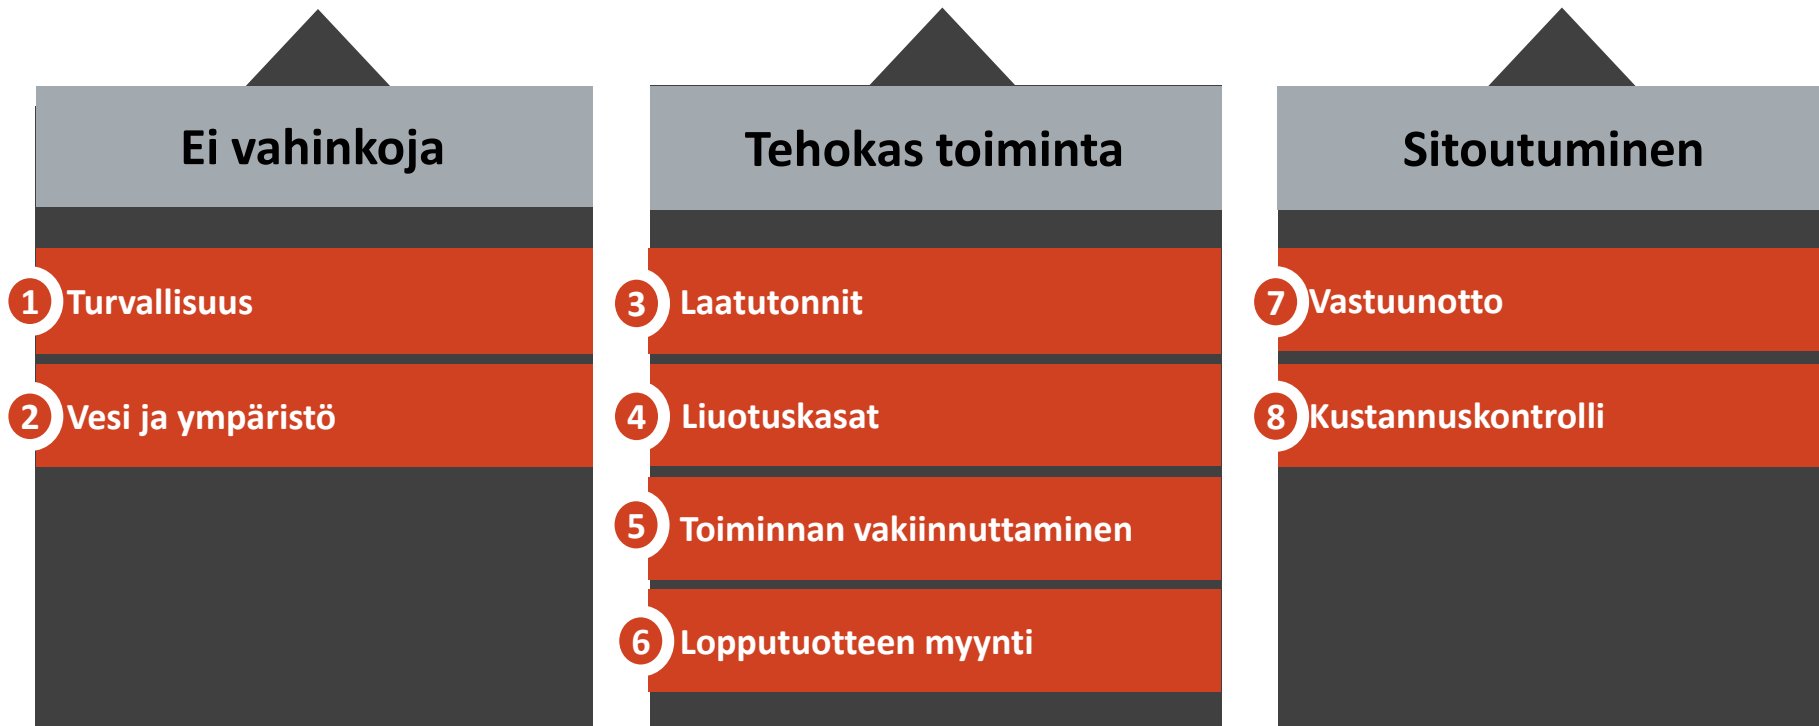 Ei vahinkoja
1 Turvallisuus
2 Vesi ja ympäristö
Tehokas toiminta
3 Laatutonnit
4 Liuotuskasat
5 Toiminnan vakiinnuttaminen
6 Lopputuotteen myynti
Sitoutuminen
7 Vastuunotto
8 Kustannuskontrolli